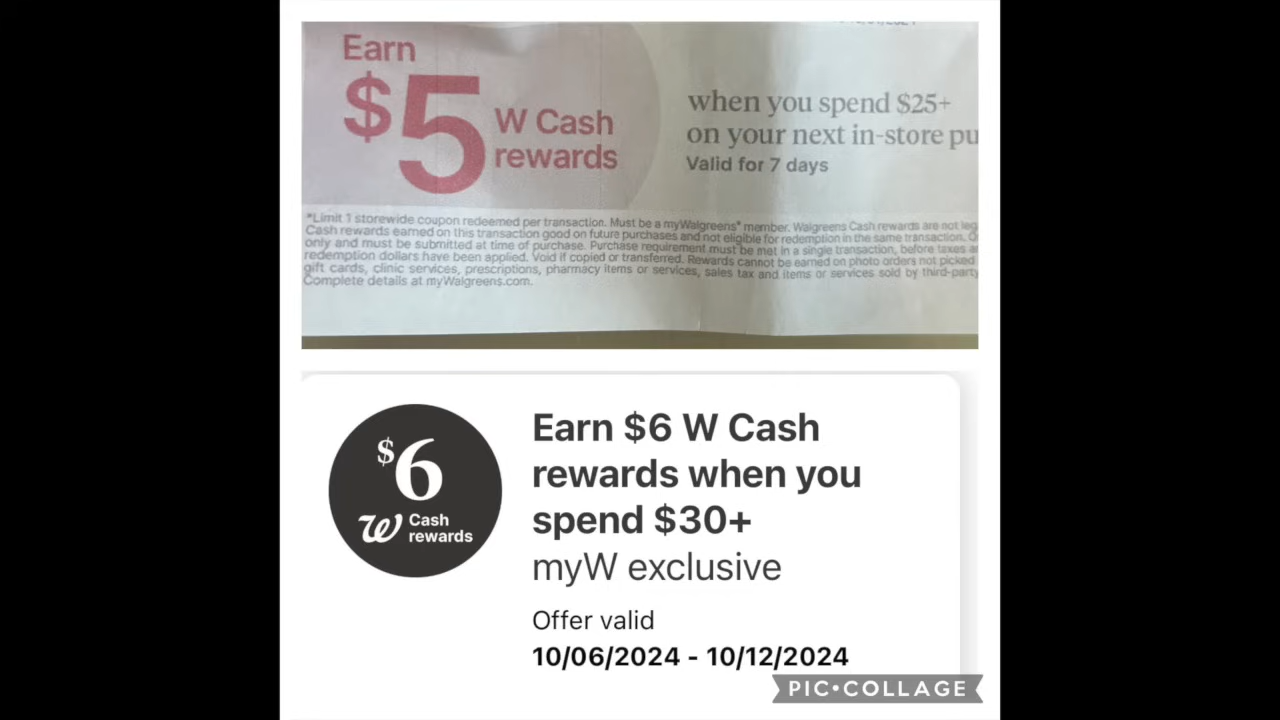 Earn
$5 W Cash
rewards
when you spend $25+
on your next in-store pu
Valid for 7 days
*Limit 1 storewide coupon redeemed per transaction. Must be a myWalgreens® member. Walgreens Cash rewards are not leg
Cash rewards earned on this transaction good on future purchases and not eligible for redemption in the same transaction.
only and must be submitted at time of purchase. Purchase requirement must be met in a single transaction, before taxes a
redemption dollars have been applied. Void if copied or transferred. Rewards cannot be earned on photo orders not picked
gift cards, clinic services, prescriptions, pharmacy items or services, sales tax and items or services sold by third-party
Complete details at myWalgreens.com.
$6
W Cash
rewards
Earn $6 W Cash
rewards when you
spend $30+
myW exclusive
Offer valid
10/06/2024 - 10/12/2024
PIC•COLLAGE